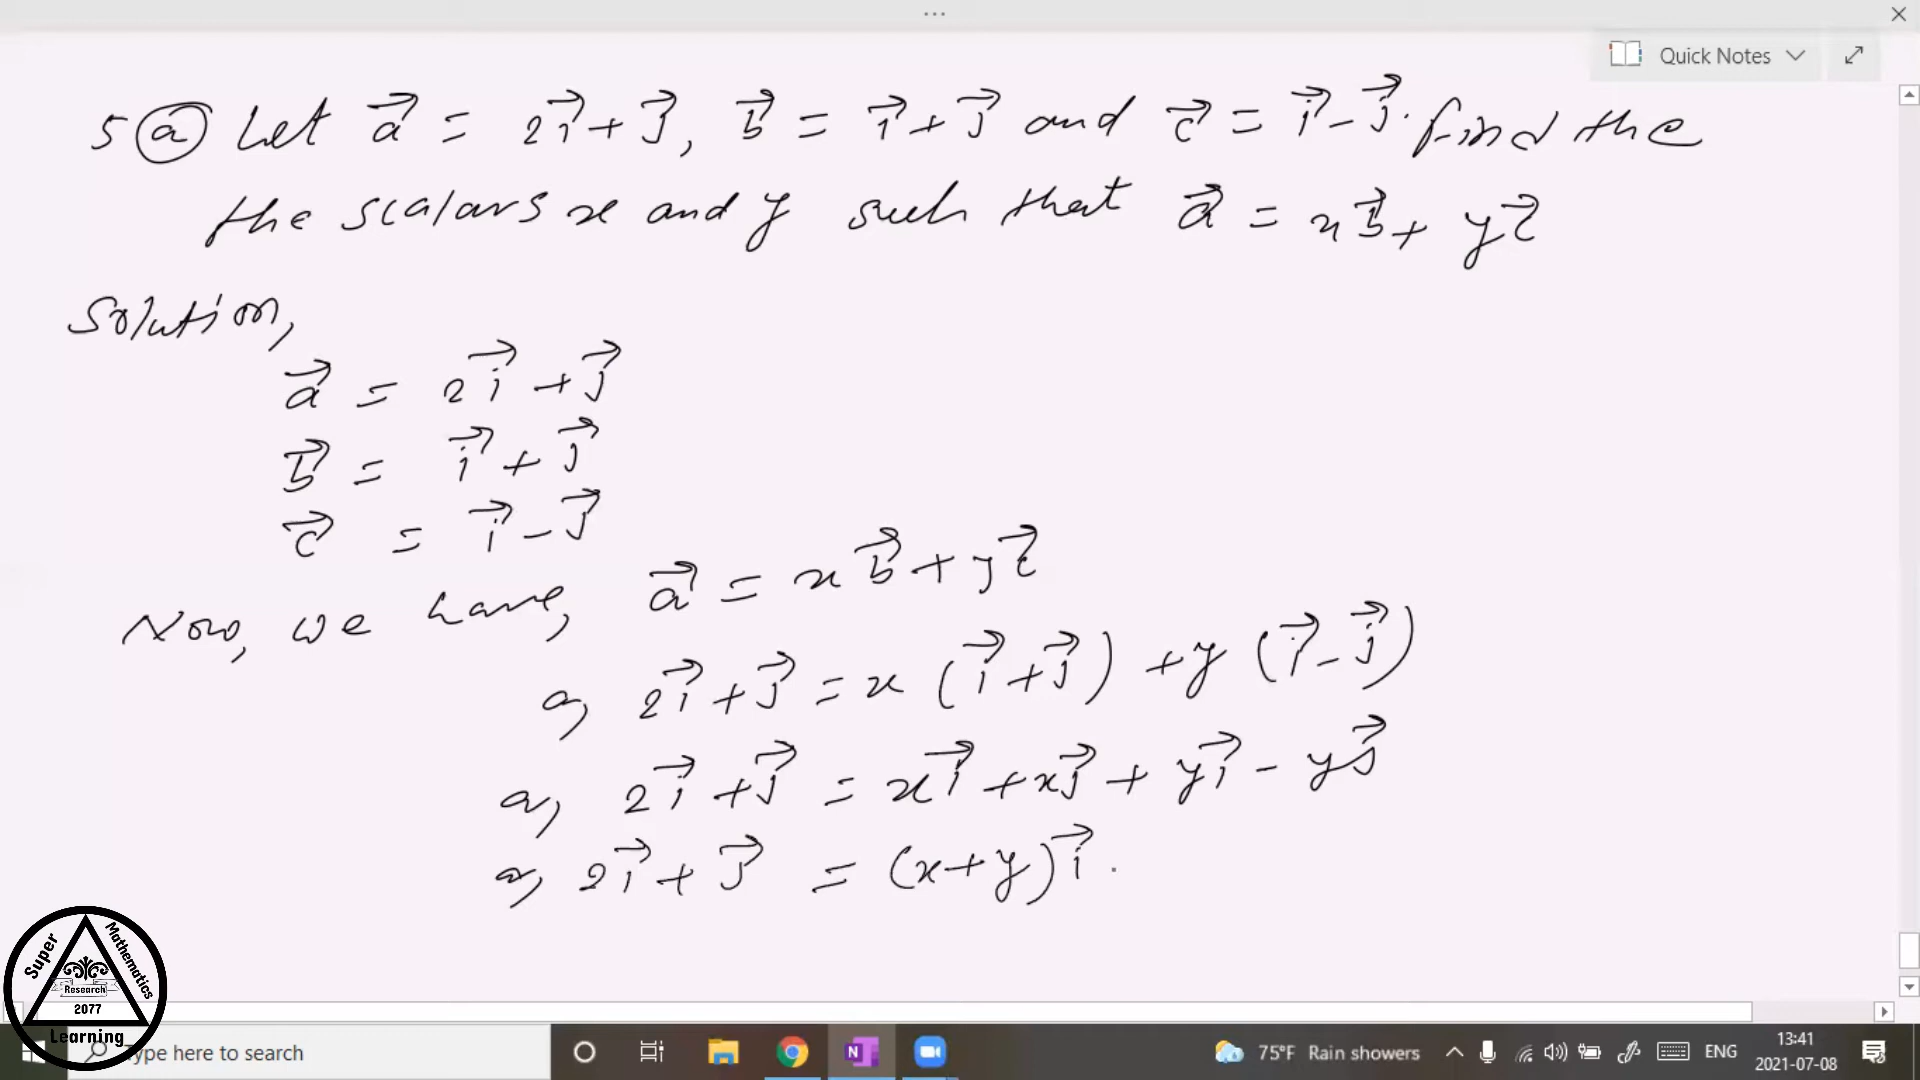 ...
Quick Notes
5 (a) Let a⃗ = 2i⃗ + j⃗, b⃗ = i⃗ + j⃗ and c⃗ = i⃗ - j⃗. find the
the scalars x and y such that a⃗ = xb⃗ + yc⃗
Solution,
a⃗ = 2i⃗ + j⃗
b⃗ = i⃗ + j⃗
c⃗ = i⃗ - j⃗
Now, we have, a⃗ = xb⃗ + yc⃗
or, 2i⃗ + j⃗ = x (i⃗ + j⃗) + y (i⃗ - j⃗)
or, 2i⃗ + j⃗ = xi⃗ + xj⃗ + yi⃗ - yj⃗
or, 2i⃗ + j⃗ = (x + y) i⃗ .
Super Mathematics
Research
2077
Learning
Type here to search
N
75°F Rain showers
ENG
13:41
2021-07-08